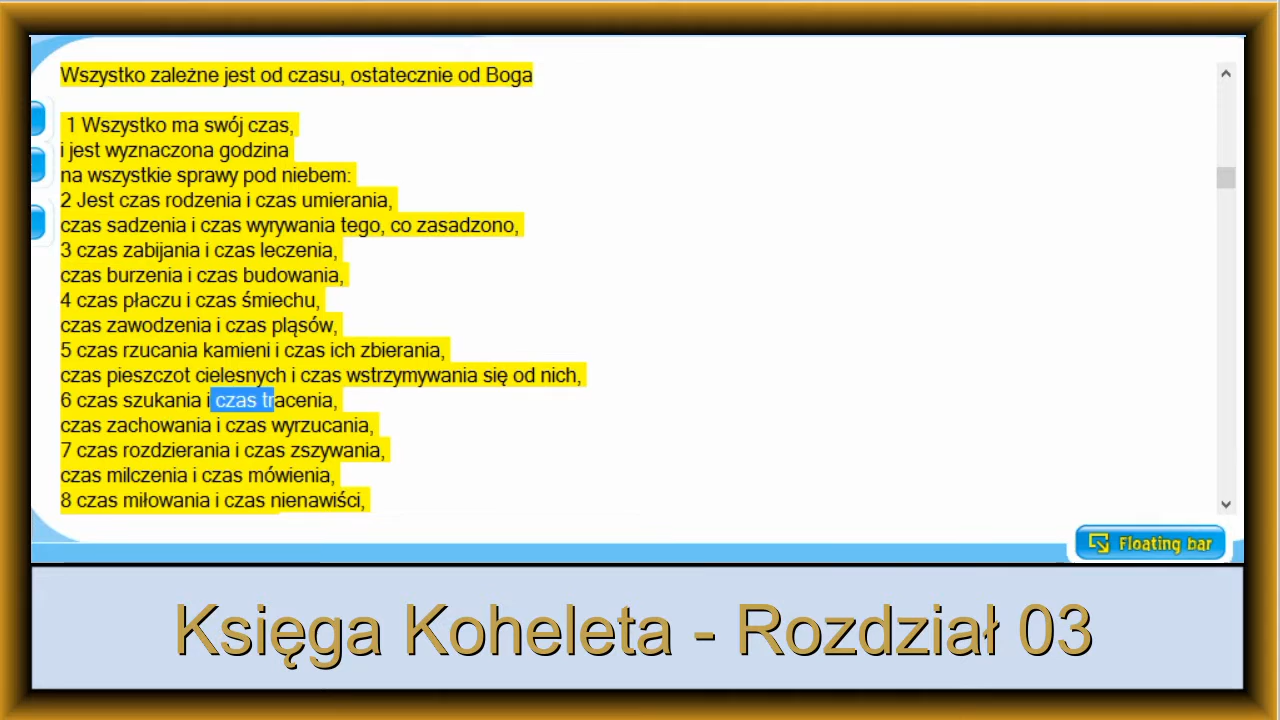 Wszystko zależne jest od czasu, ostatecznie od Boga
1 Wszystko ma swój czas,
i jest wyznaczona godzina
na wszystkie sprawy pod niebem:
2 Jest czas rodzenia i czas umierania,
czas sadzenia i czas wyrywania tego, co zasadzono,
3 czas zabijania i czas leczenia,
czas burzenia i czas budowania,
4 czas płaczu i czas śmiechu,
czas zawodzenia i czas pląsów,
5 czas rzucania kamieni i czas ich zbierania,
czas pieszczot cielesnych i czas wstrzymywania się od nich,
6 czas szukania i czas tracenia,
czas zachowania i czas wyrzucania,
7 czas rozdzierania i czas zszywania,
czas milczenia i czas mówienia,
8 czas miłowania i czas nienawiści,
Floating bar
Księga Koheleta - Rozdział 03